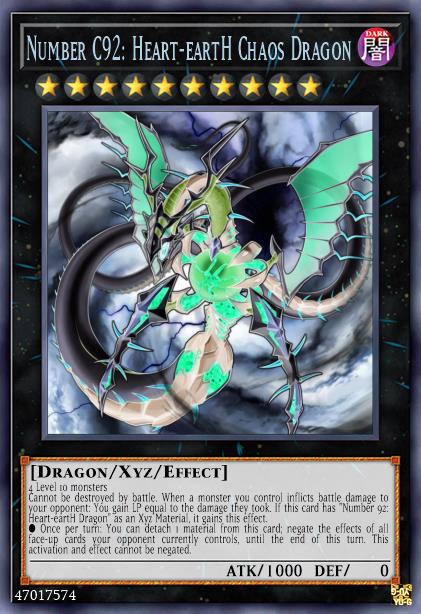 NUMBER C92: HEART-EARTH CHAOS DRAGON
DARK
闇
[DRAGON/XYZ/EFFECT]
4 Level 10 monsters
Cannot be destroyed by battle. When a monster you control inflicts battle damage to
your opponent: You gain LP equal to the damage they took. If this card has "Number 92:
Heart-eartH Dragon" as an Xyz Material, it gains this effect.
● Once per turn: You can detach 1 material from this card; negate the effects of all
face-up cards your opponent currently controls, until the end of this turn. This
activation and effect cannot be negated.
ATK/1000 DEF/ 0
47017574